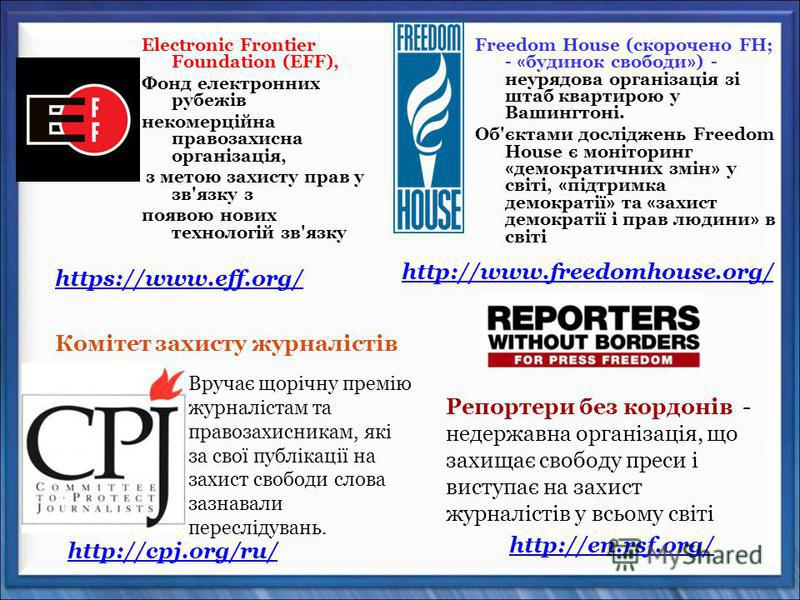 Electronic Frontier
Foundation (EFF),
Фонд електронних
рубежів
некомерційна
правозахисна
організація,
з метою захисту прав у
зв'язку з
появою нових
технологій зв'язку
https://www.eff.org/
E
F
F
FREEDOM
HOUSE
Freedom House (скорочено FH;
- «будинок свободи») -
неурядова організація зі
штаб квартирою у
Вашингтоні.
Об'єктами досліджень Freedom
House є моніторинг
«демократичних змін» у
світі, «підтримка
демократії» та «захист
демократії і прав людини» в
світі
http://www.freedomhouse.org/
Комітет захисту журналістів
CPJ
COMMITTEE
TO·PROTECT
JOURNALISTS
Вручає щорічну премію
журналістам та
правозахисникам, які
за свої публікації на
захист свободи слова
зазнавали
переслідувань.
http://cpj.org/ru/
REPORTERS
WITHOUT BORDERS
FOR PRESS FREEDOM
Репортери без кордонів -
недержавна організація, що
захищає свободу преси і
виступає на захист
журналістів у всьому світі
http://en.rsf.org/
MyShared